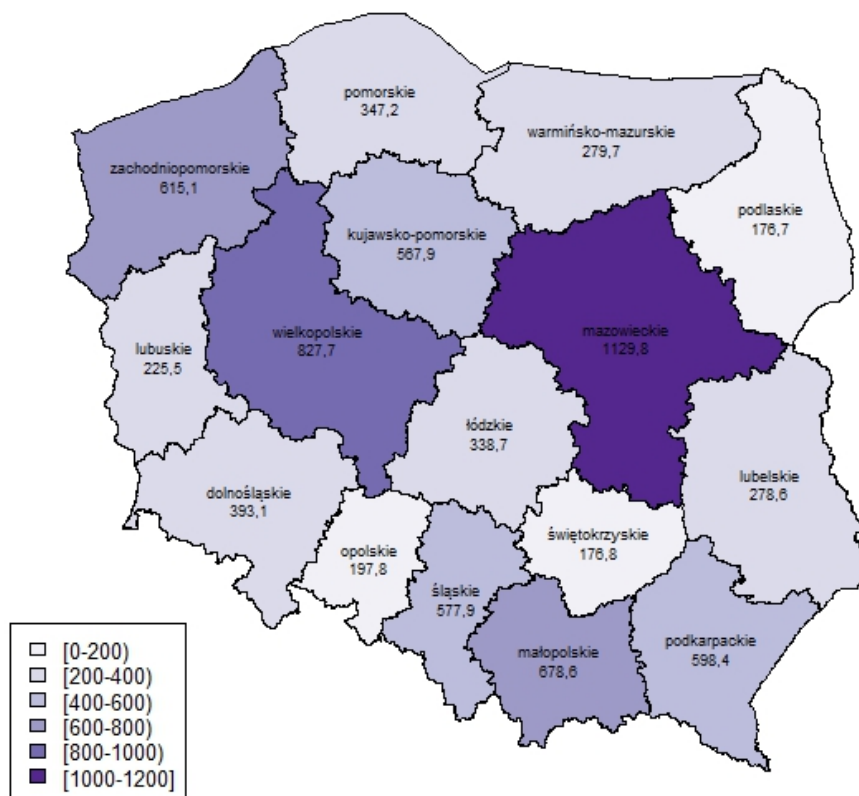 pomorskie
347,2
warmińsko-mazurskie
279,7
zachodniopomorskie
615,1
podlaskie
176,7
kujawsko-pomorskie
567,9
wielkopolskie
827,7
mazowieckie
1129,8
lubuskie
225,5
łódzkie
338,7
lubelskie
278,6
dolnośląskie
393,1
opolskie
197,8
świętokrzyskie
176,8
śląskie
577,9
małopolskie
678,6
podkarpackie
598,4
[0-200)
[200-400)
[400-600)
[600-800)
[800-1000)
[1000-1200]